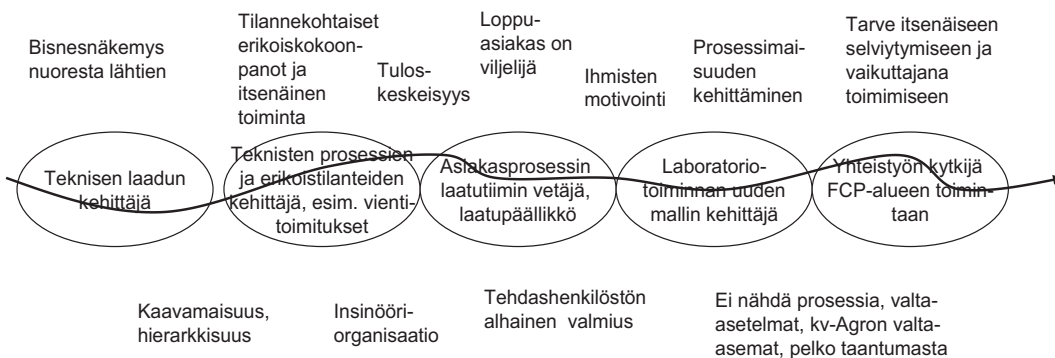 Bisnesnäkemys
nuoresta lähtien
Tilannekohtaiset
erikoiskokoon-
panot ja
itsenäinen
toiminta
Tulos-
keskeisyys
Loppu-
asiakas on
viljelijä
Ihmisten
motivointi
Prosessimai-
suuden
kehittäminen
Tarve itsenäiseen
selviytymiseen ja
vaikuttajana
toimimiseen
Teknisen laadun
kehittäjä
Teknisten prosessien
ja erikoistilanteiden
kehittäjä, esim. vienti-
toimitukset
Asiakasprosessin
laatutiimin vetäjä,
laatupäällikkö
Laboratorio-
toiminnan uuden
mallin kehittäjä
Yhteistyön kytkijä
FCP-alueen toimin-
taan
Kaavamaisuus,
hierarkkisuus
Insinööri-
organisaatio
Tehdashenkilöstön
alhainen valmius
Ei nähdä prosessia, valta-
asetelmat, kv-Agron valta-
asemat, pelko taantumasta